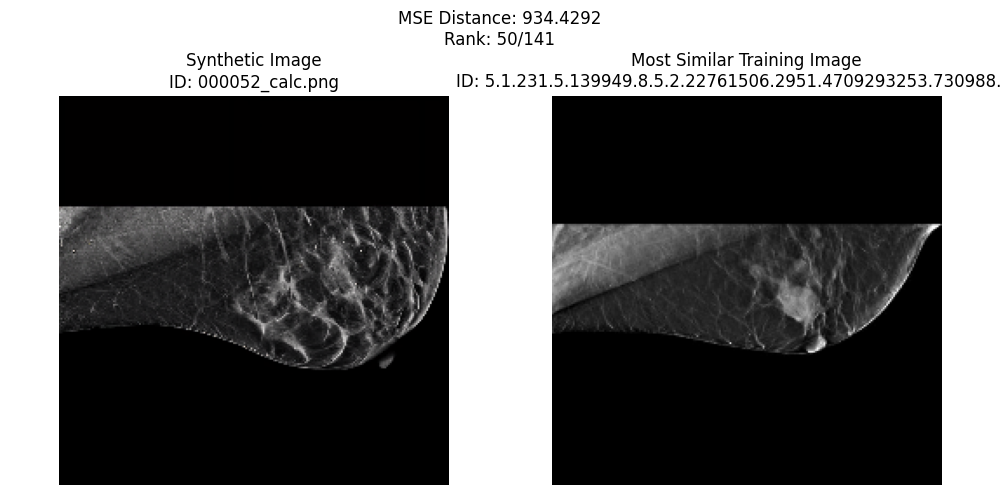 MSE Distance: 934.4292
Rank: 50/141
Synthetic Image
ID: 000052_calc.png
Most Similar Training Image
ID: 5.1.231.5.139949.8.5.2.22761506.2951.4709293253.730988.